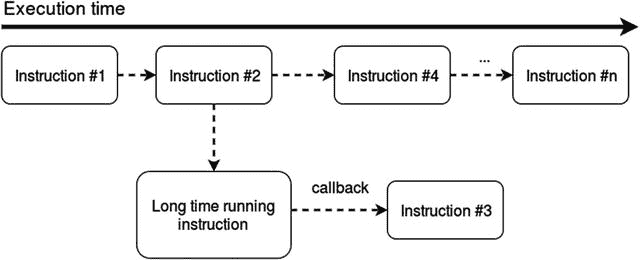 Execution time
Instruction #1
Instruction #2
Instruction #4
...
Instruction #n
Long time running
instruction
callback
Instruction #3